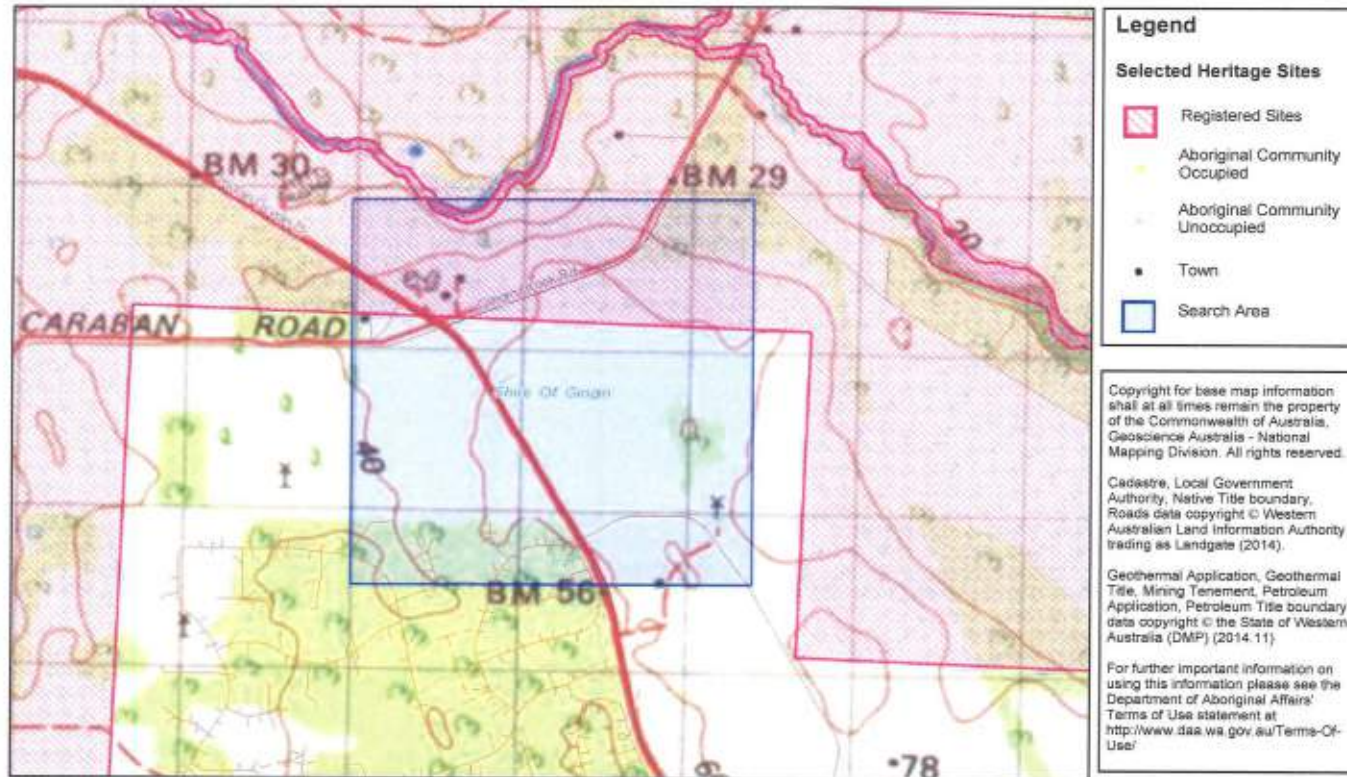 BM 30
BM 29
20
CARABAN ROAD
Shire Of Gingin
40
BM 56
60
78
Legend
Selected Heritage Sites
Registered Sites
Aboriginal Community
Occupied
Aboriginal Community
Unoccupied
Town
Search Area
Copyright for base map information
shall at all times remain the property
of the Commonwealth of Australia,
Geoscience Australia - National
Mapping Division. All rights reserved.
Cadastre, Local Government
Authority, Native Title boundary,
Roads data copyright © Western
Australian Land Information Authority
trading as Landgate (2014).
Geothermal Application, Geothermal
Title, Mining Tenement, Petroleum
Application, Petroleum Title boundary
data copyright © the State of Western
Australia (DMP) (2014.11)
For further important information on
using this information please see the
Department of Aboriginal Affairs'
Terms of Use statement at
http://www.daa.wa.gov.au/Terms-Of-
Use/